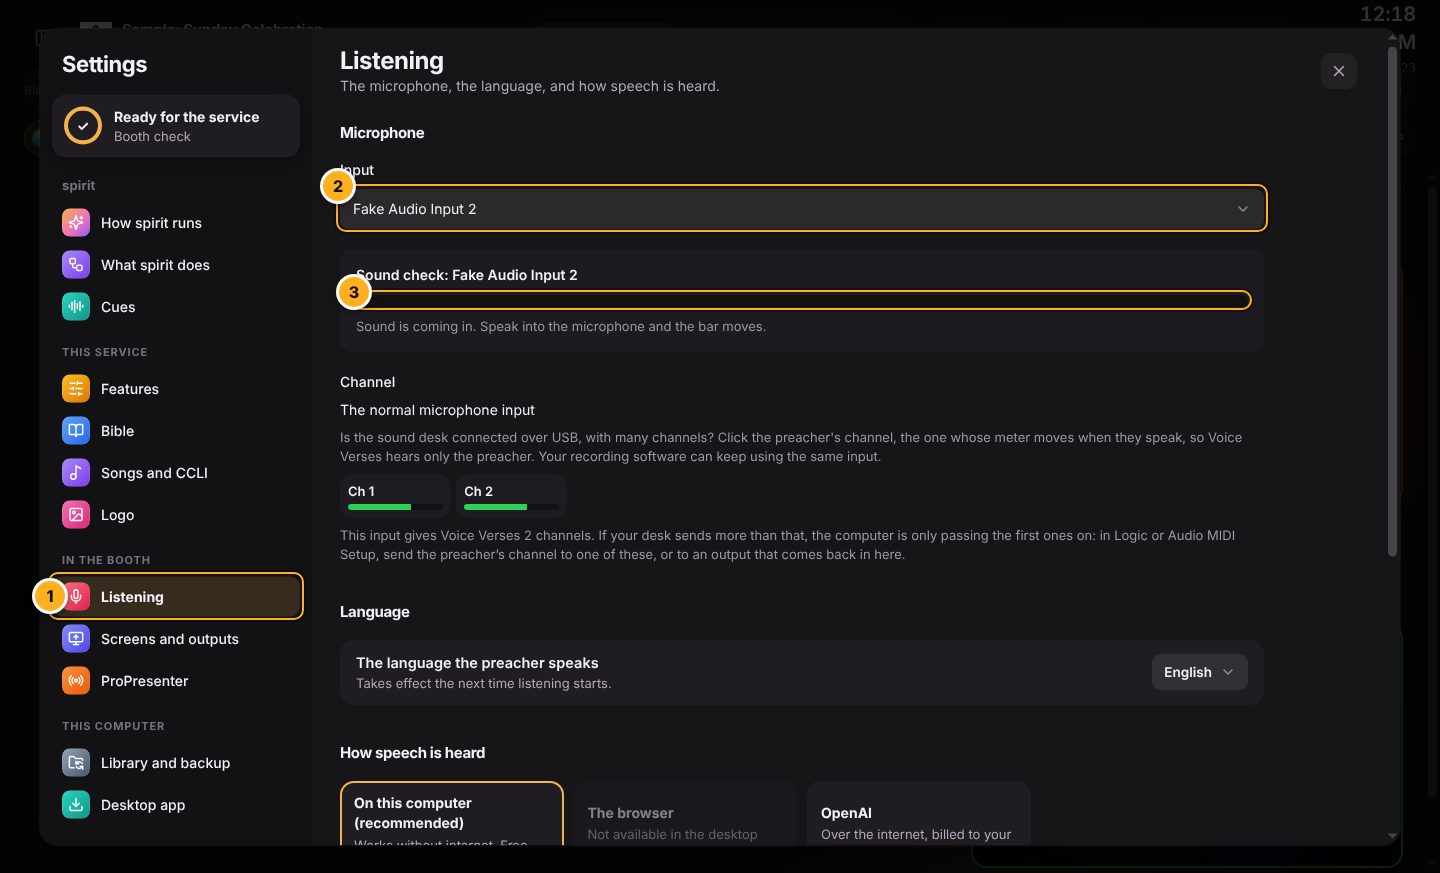 12:18
Settings
Ready for the service
Booth check
spirit
How spirit runs
What spirit does
Cues
THIS SERVICE
Features
Bible
Songs and CCLI
Logo
IN THE BOOTH
1
Listening
Screens and outputs
ProPresenter
THIS COMPUTER
Library and backup
Desktop app
Listening
The microphone, the language, and how speech is heard.
Microphone
Input
2
Fake Audio Input 2
Sound check: Fake Audio Input 2
3
Sound is coming in. Speak into the microphone and the bar moves.
Channel
The normal microphone input
Is the sound desk connected over USB, with many channels? Click the preacher's channel, the one whose meter moves when they speak, so Voice
Verses hears only the preacher. Your recording software can keep using the same input.
Ch 1
Ch 2
This input gives Voice Verses 2 channels. If your desk sends more than that, the computer is only passing the first ones on: in Logic or Audio MIDI
Setup, send the preacher’s channel to one of these, or to an output that comes back in here.
Language
The language the preacher speaks
Takes effect the next time listening starts.
English
How speech is heard
On this computer
(recommended)
Works without internet. Free
The browser
Not available in the desktop
OpenAI
Over the internet, billed to your